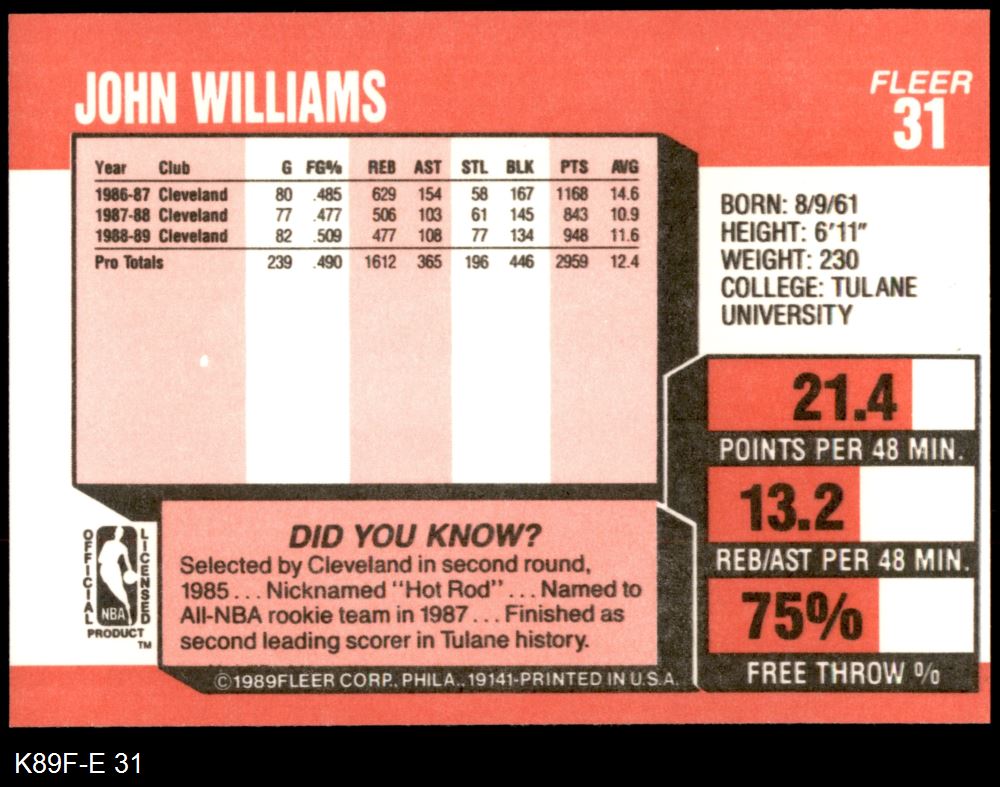 JOHN WILLIAMS
FLEER
31
Year Club G FG% REB AST STL BLK PTS AVG
1986-87 Cleveland 80 .485 629 154 58 167 1168 14.6
1987-88 Cleveland 77 .477 506 103 61 145 843 10.9
1988-89 Cleveland 82 .509 477 108 77 134 948 11.6
Pro Totals 239 .490 1612 365 196 446 2959 12.4
BORN: 8/9/61
HEIGHT: 6'11"
WEIGHT: 230
COLLEGE: TULANE
UNIVERSITY
21.4
POINTS PER 48 MIN.
13.2
REB/AST PER 48 MIN.
75%
FREE THROW %
OFFICIAL
LICENSED
NBA
PRODUCT
TM
DID YOU KNOW?
Selected by Cleveland in second round,
1985 . . . Nicknamed "Hot Rod" . . . Named to
All-NBA rookie team in 1987 . . . Finished as
second leading scorer in Tulane history.
©1989FLEER CORP., PHILA., 19141-PRINTED IN U.S.A.
K89F-E 31